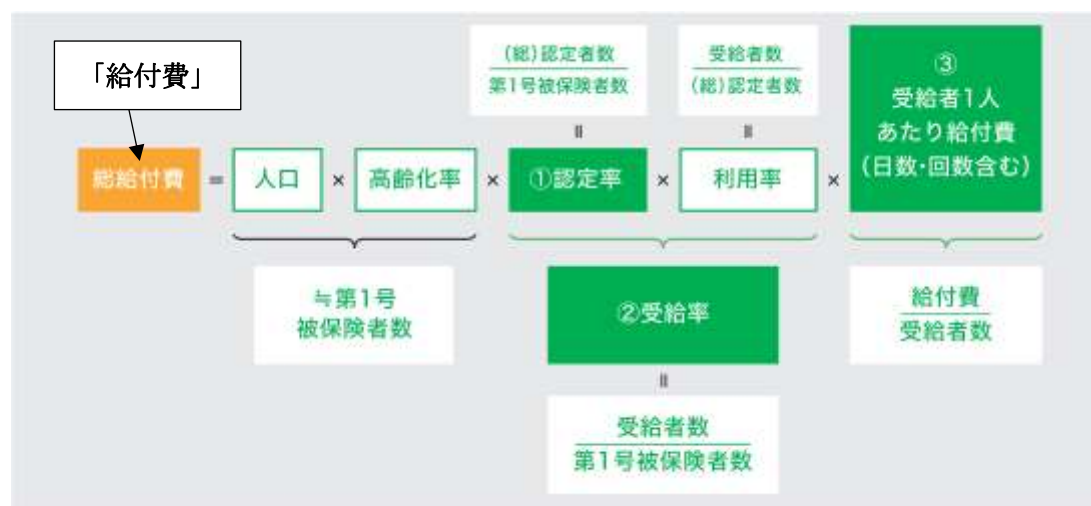 「給付費」
(総)認定者数
第1号被保険者数
=
受給者数
(総)認定者数
=
総給付費 = 人口 × 高齢化率 × ①認定率 × 利用率 ×
③
受給者1人
あたり給付費
(日数・回数含む)
≒第1号
被保険者数
②受給率
=
受給者数
第1号被保険者数
給付費
受給者数